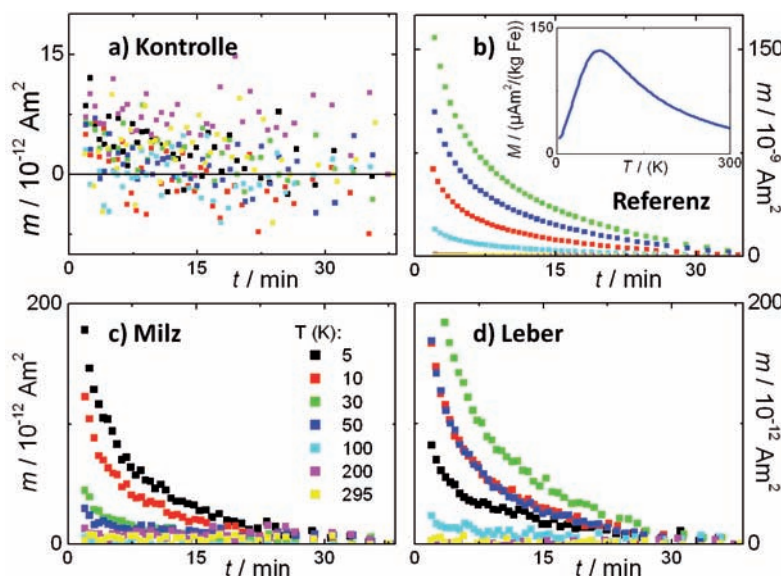 a) Kontrolle
15
0
m / 10⁻¹² Am²
0 15 30
t / min
b)
150
0
M / (μAm²/(kg Fe))
0 300
T / (K)
Referenz
150
0
m / 10⁻⁹ Am²
0 15 30
t / min
c) Milz
200
0
m / 10⁻¹² Am²
T (K):
5
10
30
50
100
200
295
0 15 30
t / min
d) Leber
200
0
m / 10⁻¹² Am²
0 15 30
t / min